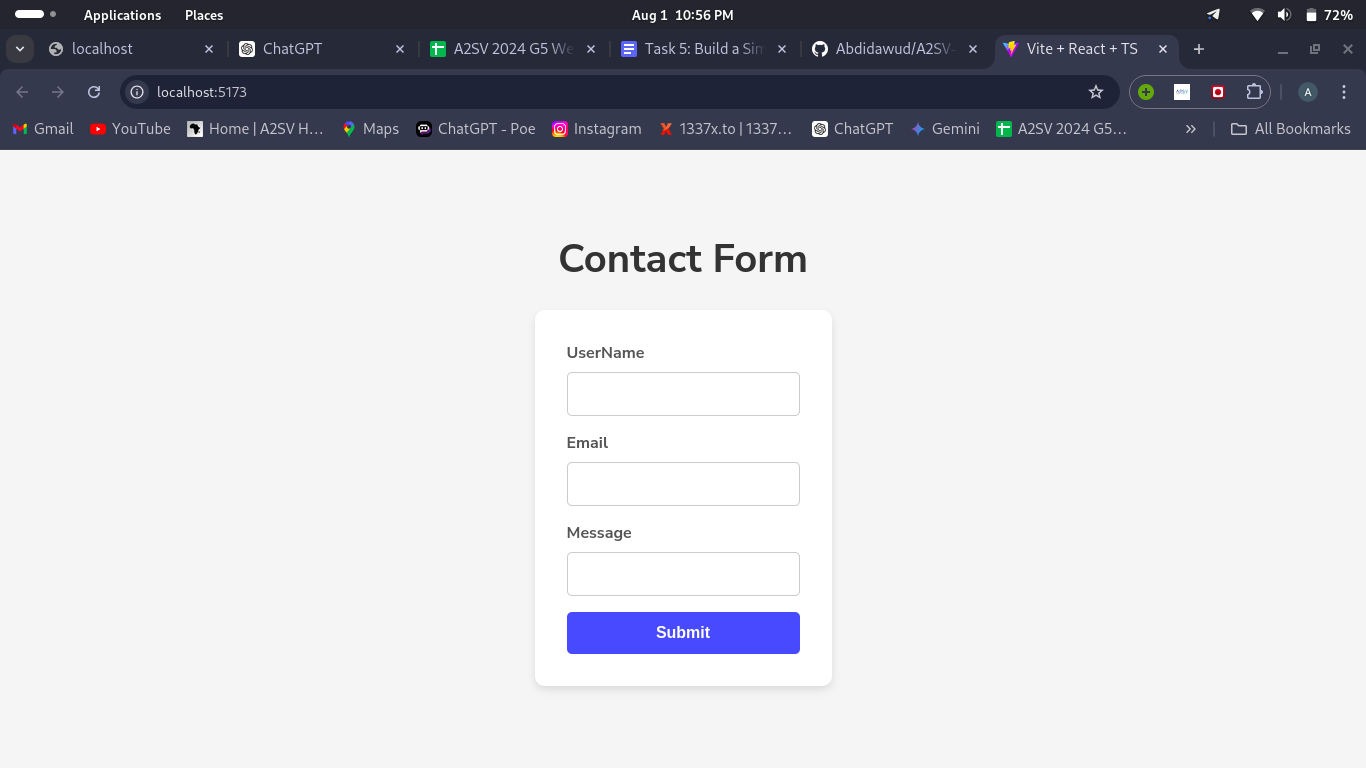 Applications Places Aug 1 10:56 PM 72%
localhost ChatGPT A2SV 2024 G5 We Task 5: Build a Sim Abdidawud/A2SV- Vite + React + TS
localhost:5173 A
Gmail YouTube Home | A2SV H... Maps ChatGPT - Poe Instagram 1337x.to | 1337... ChatGPT Gemini A2SV 2024 G5... » All Bookmarks
Contact Form
UserName
Email
Message
Submit